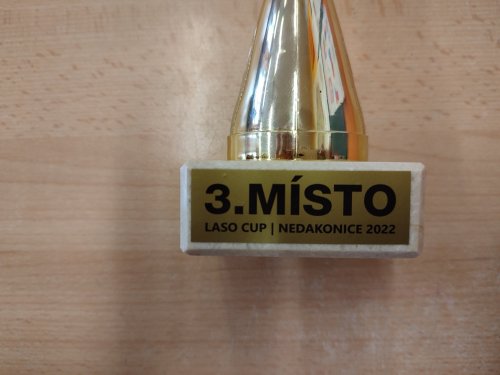 3.MÍSTO
LASO CUP | NEDAKONICE 2022